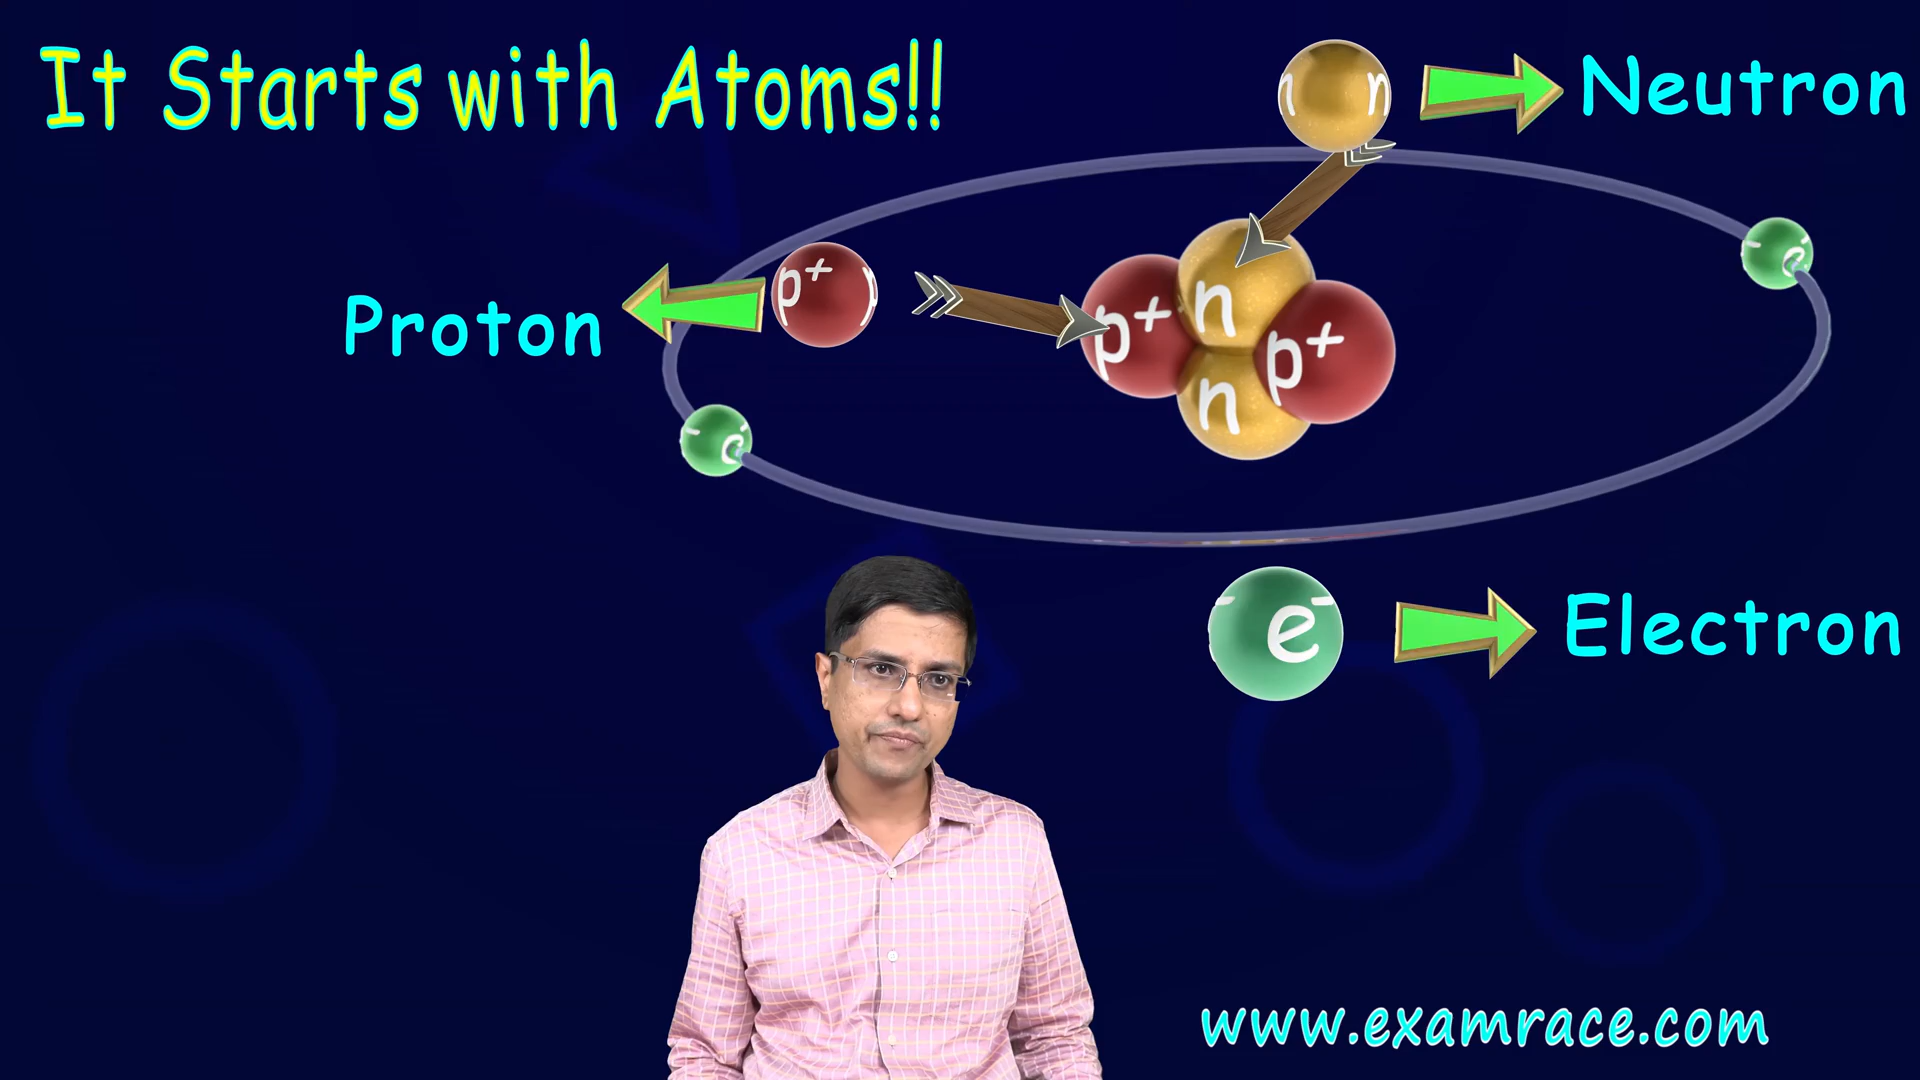 It Starts with Atoms!!
n n
Neutron
p⁺
Proton
p⁺ n p⁺
n
e⁻
e⁻
e⁻
Electron
www.examrace.com